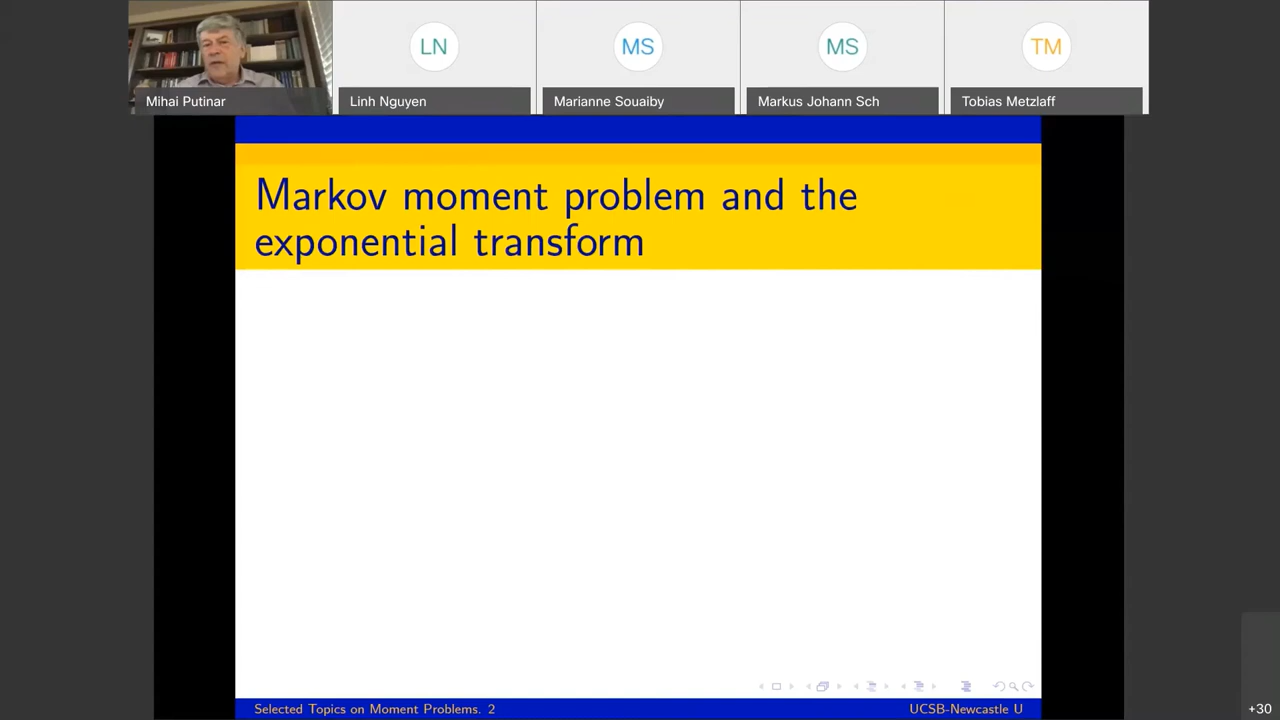 LN
MS
MS
TM
Mihai Putinar
Linh Nguyen
Marianne Souaiby
Markus Johann Sch
Tobias Metzlaff
Markov moment problem and the
exponential transform
Selected Topics on Moment Problems. 2
UCSB-Newcastle U
+30